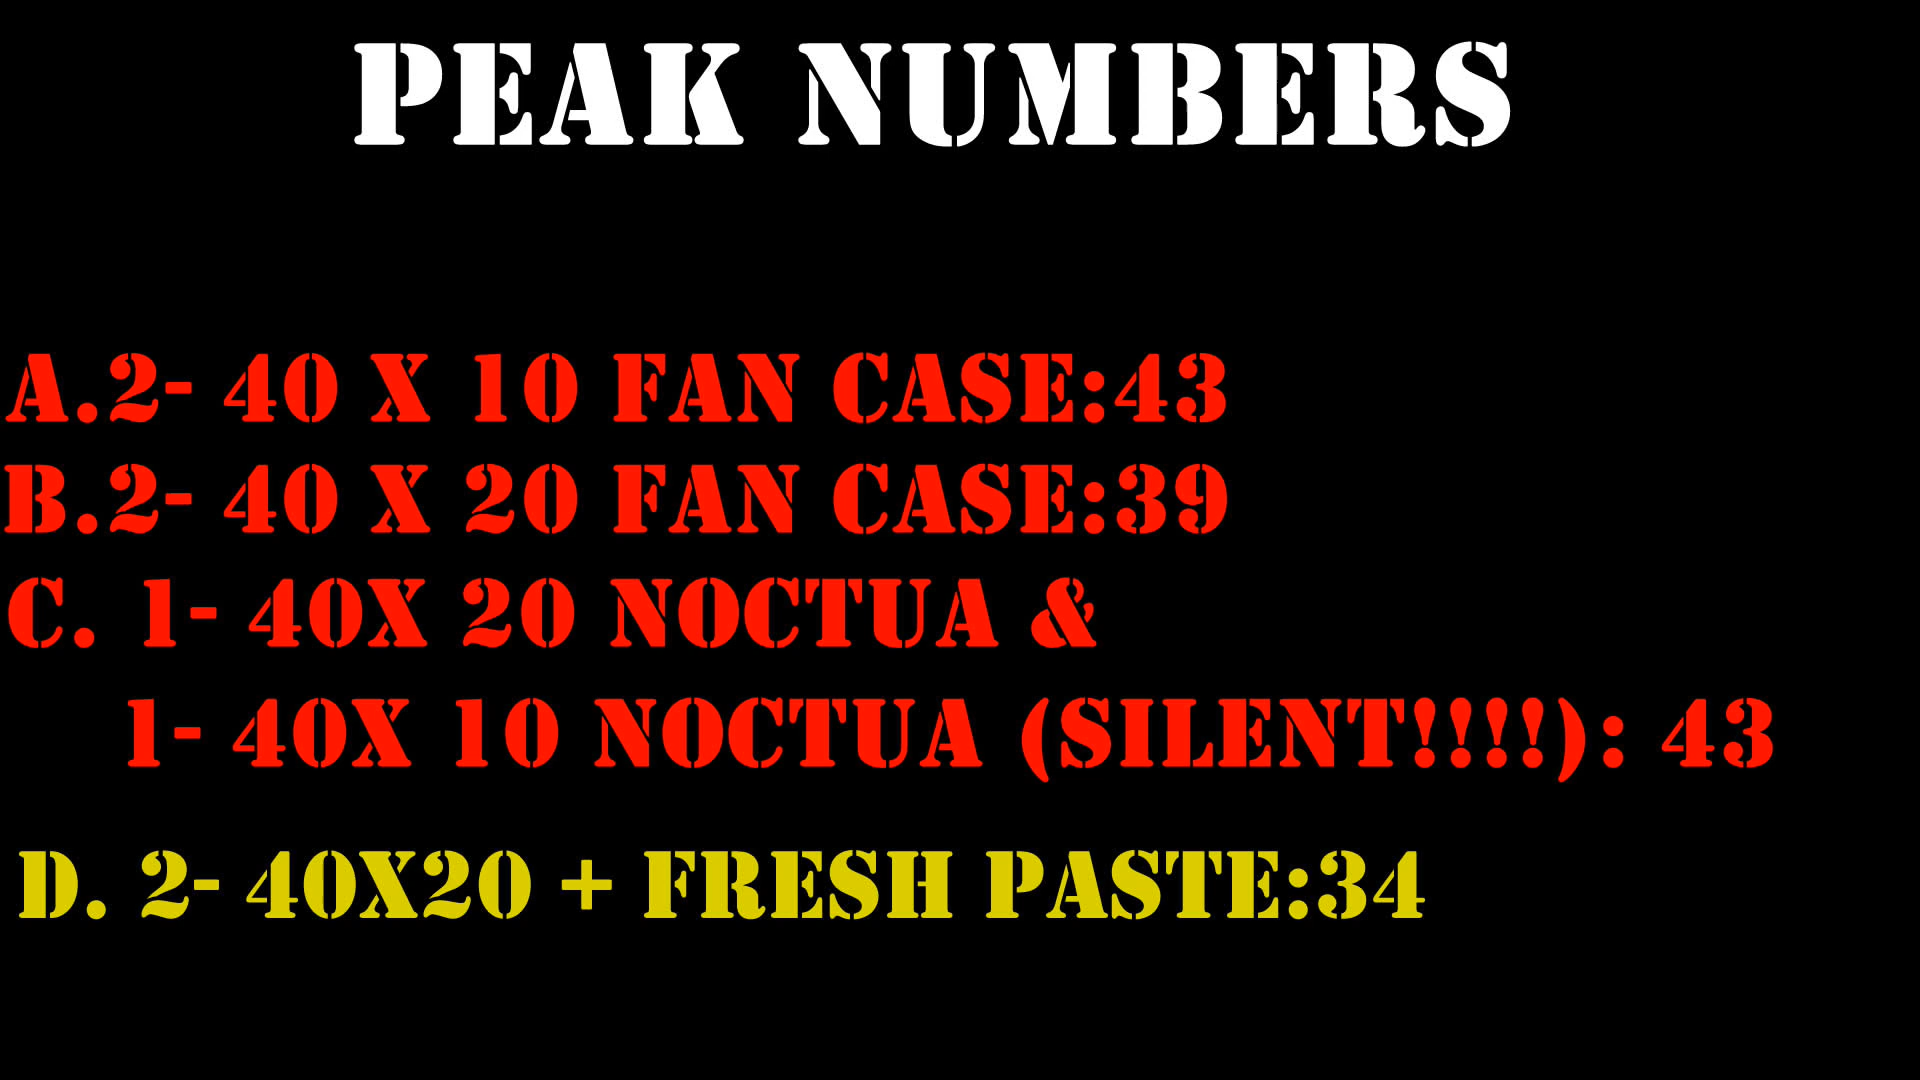 PEAK NUMBERS
A.2- 40 X 10 FAN CASE:43
B.2- 40 X 20 FAN CASE:39
C. 1- 40X 20 NOCTUA &
1- 40X 10 NOCTUA (SILENT!!!!): 43
D. 2- 40X20 + FRESH PASTE:34